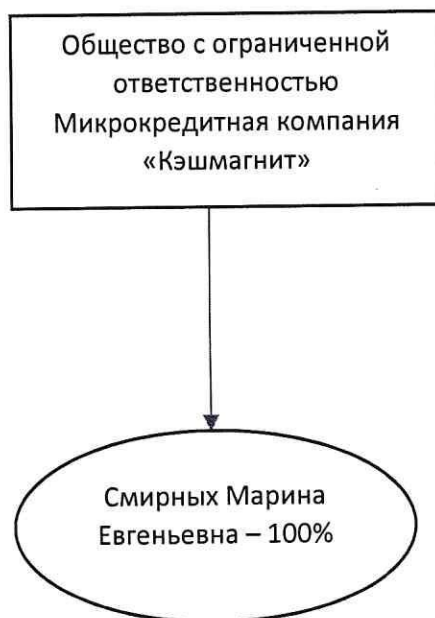 Общество с ограниченной
ответственностью
Микрокредитная компания
«Кэшмагнит»
Смирных Марина
Евгеньевна – 100%